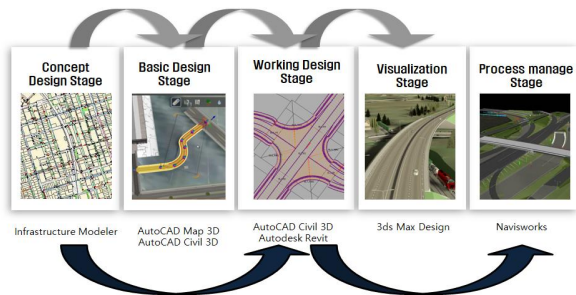 Concept
Design Stage
Basic Design
Stage
Working Design
Stage
Visualization
Stage
Process manage
Stage
Infrastructure Modeler
AutoCAD Map 3D
AutoCAD Civil 3D
AutoCAD Civil 3D
Autodesk Revit
3ds Max Design
Navisworks